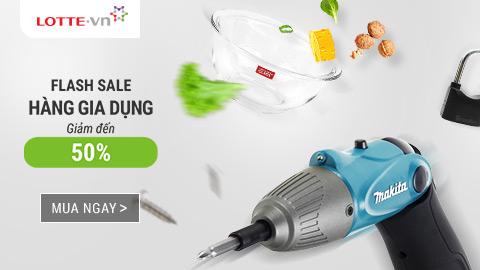 LOTTE.vn
FLASH SALE
HÀNG GIA DỤNG
Giảm đến
50%
MUA NGAY >
makita